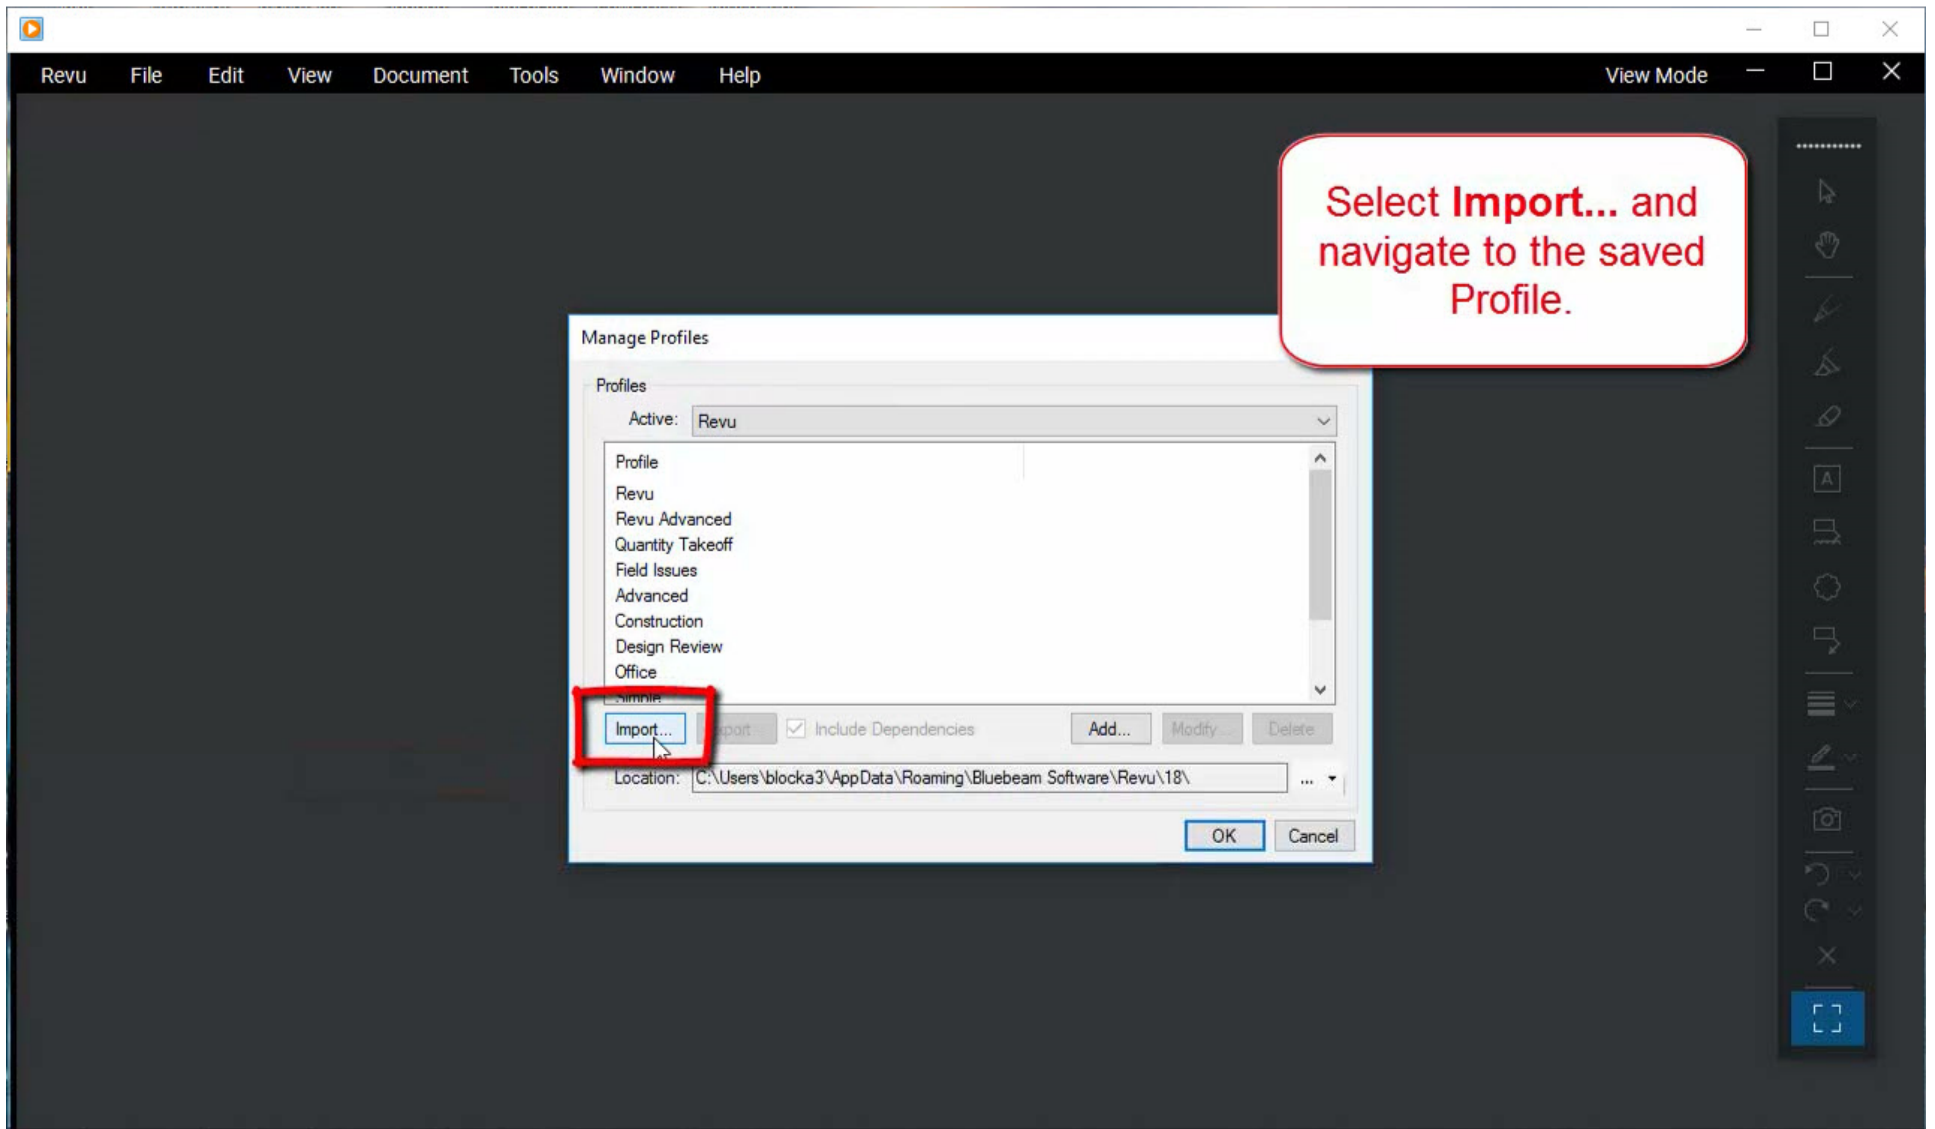 Revu File Edit View Document Tools Window Help View Mode
Select Import... and
navigate to the saved
Profile.
Manage Profiles
Profiles
Active: Revu
Profile
Revu
Revu Advanced
Quantity Takeoff
Field Issues
Advanced
Construction
Design Review
Office
Simple
Import... Include Dependencies Add... Modify... Delete
Location: C:\Users\blocka3\AppData\Roaming\Bluebeam Software\Revu\18\ ...
OK Cancel
A